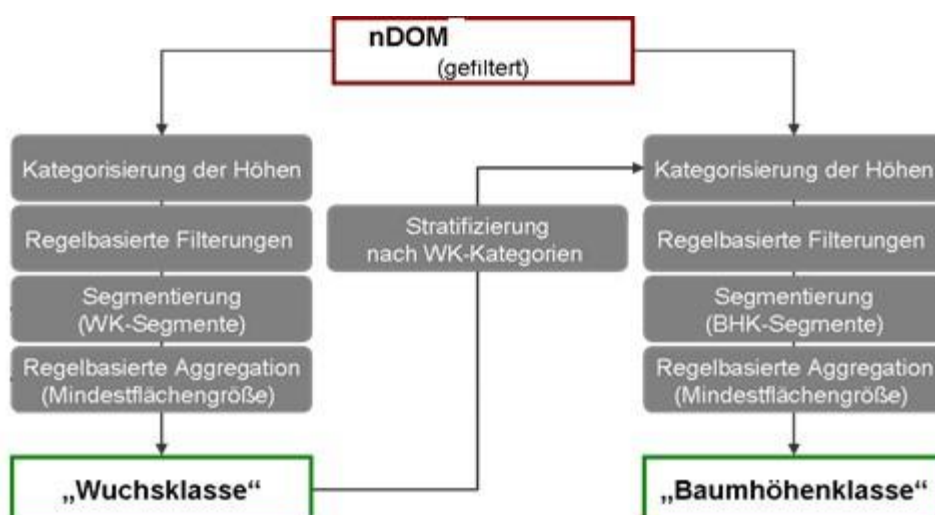 nDOM
(gefiltert)
Kategorisierung der Höhen
Regelbasierte Filterungen
Segmentierung
(WK-Segmente)
Regelbasierte Aggregation
(Mindestflächengröße)
„Wuchsklasse“
Stratifizierung
nach WK-Kategorien
Kategorisierung der Höhen
Regelbasierte Filterungen
Segmentierung
(BHK-Segmente)
Regelbasierte Aggregation
(Mindestflächengröße)
„Baumhöhenklasse“